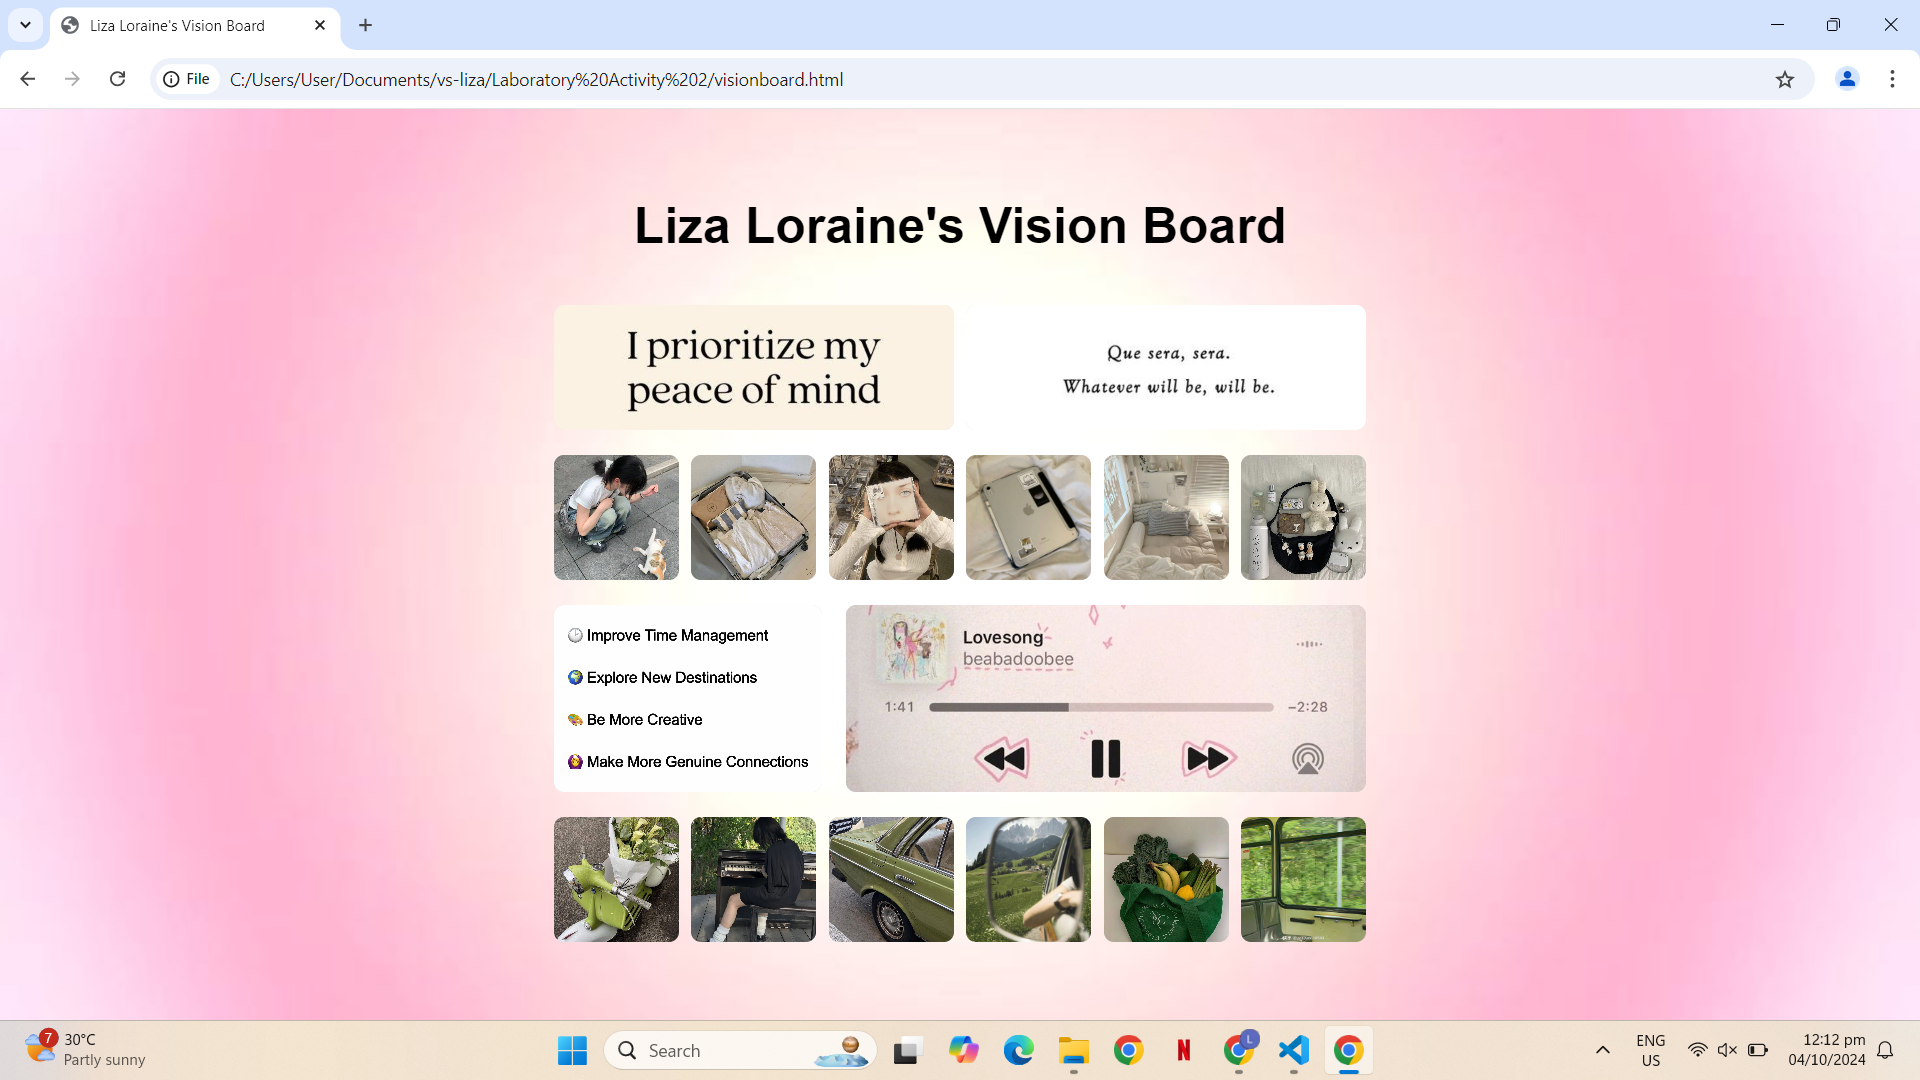 Liza Loraine's Vision Board
File
C:/Users/User/Documents/vs-liza/Laboratory%20Activity%202/visionboard.html
Liza Loraine's Vision Board
I prioritize my
peace of mind
Que sera, sera.
Whatever will be, will be.
🕑 Improve Time Management
🌍 Explore New Destinations
🎨 Be More Creative
🙆 Make More Genuine Connections
Lovesong
beabadoobee
1:41
−2:28
7
30°C
Partly sunny
Search
N
L
ENG
US
12:12 pm
04/10/2024